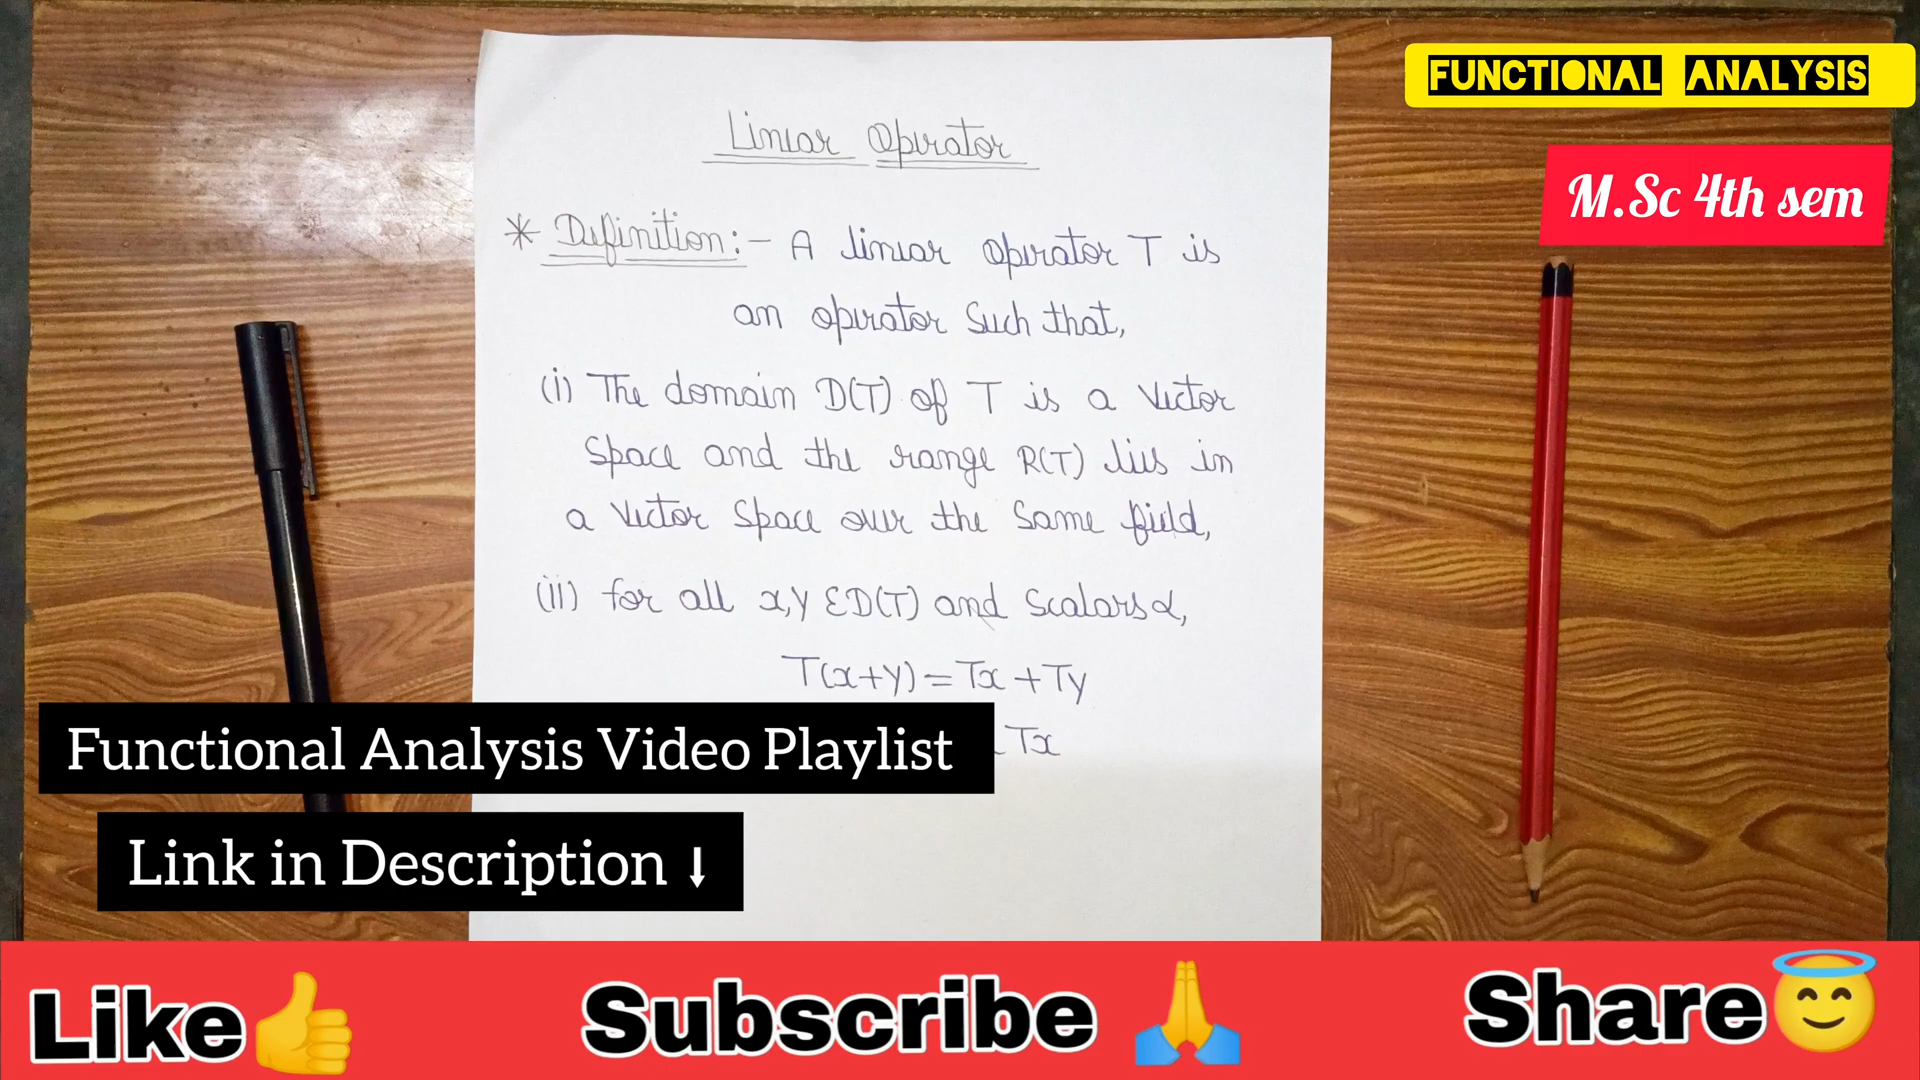 FUNCTIONAL ANALYSIS
M.Sc 4th sem
Linear Operator
* Definition:- A linear operator T is
an operator Such that,
(i) The domain D(T) of T is a Vector
Space and the range R(T) lies in
a Vector Space over the Same field,
(ii) for all x,y ∈ D(T) and Scalars α,
T(x+y) = Tx + Ty
Tx
Functional Analysis Video Playlist
Link in Description ⬇
Like👍 Subscribe 🙏 Share😇